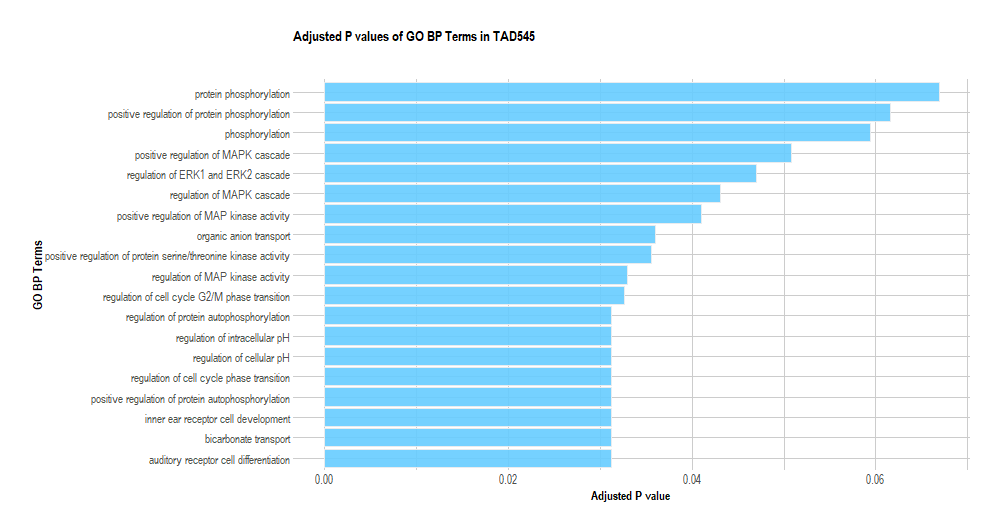 Adjusted P values of GO BP Terms in TAD545
GO BP Terms
protein phosphorylation
positive regulation of protein phosphorylation
phosphorylation
positive regulation of MAPK cascade
regulation of ERK1 and ERK2 cascade
regulation of MAPK cascade
positive regulation of MAP kinase activity
organic anion transport
positive regulation of protein serine/threonine kinase activity
regulation of MAP kinase activity
regulation of cell cycle G2/M phase transition
regulation of protein autophosphorylation
regulation of intracellular pH
regulation of cellular pH
regulation of cell cycle phase transition
positive regulation of protein autophosphorylation
inner ear receptor cell development
bicarbonate transport
auditory receptor cell differentiation
0.00 0.02 0.04 0.06
Adjusted P value